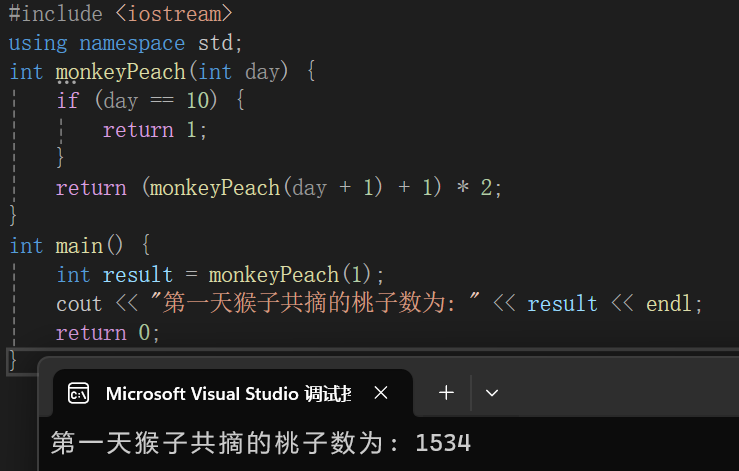 #include <iostream>
using namespace std;
int monkeyPeach(int day) {
if (day == 10) {
return 1;
}
return (monkeyPeach(day + 1) + 1) * 2;
}
int main() {
int result = monkeyPeach(1);
cout << "第一天猴子共摘的桃子数为: " << result << endl;
return 0;
}
Microsoft Visual Studio 调试
第一天猴子共摘的桃子数为: 1534